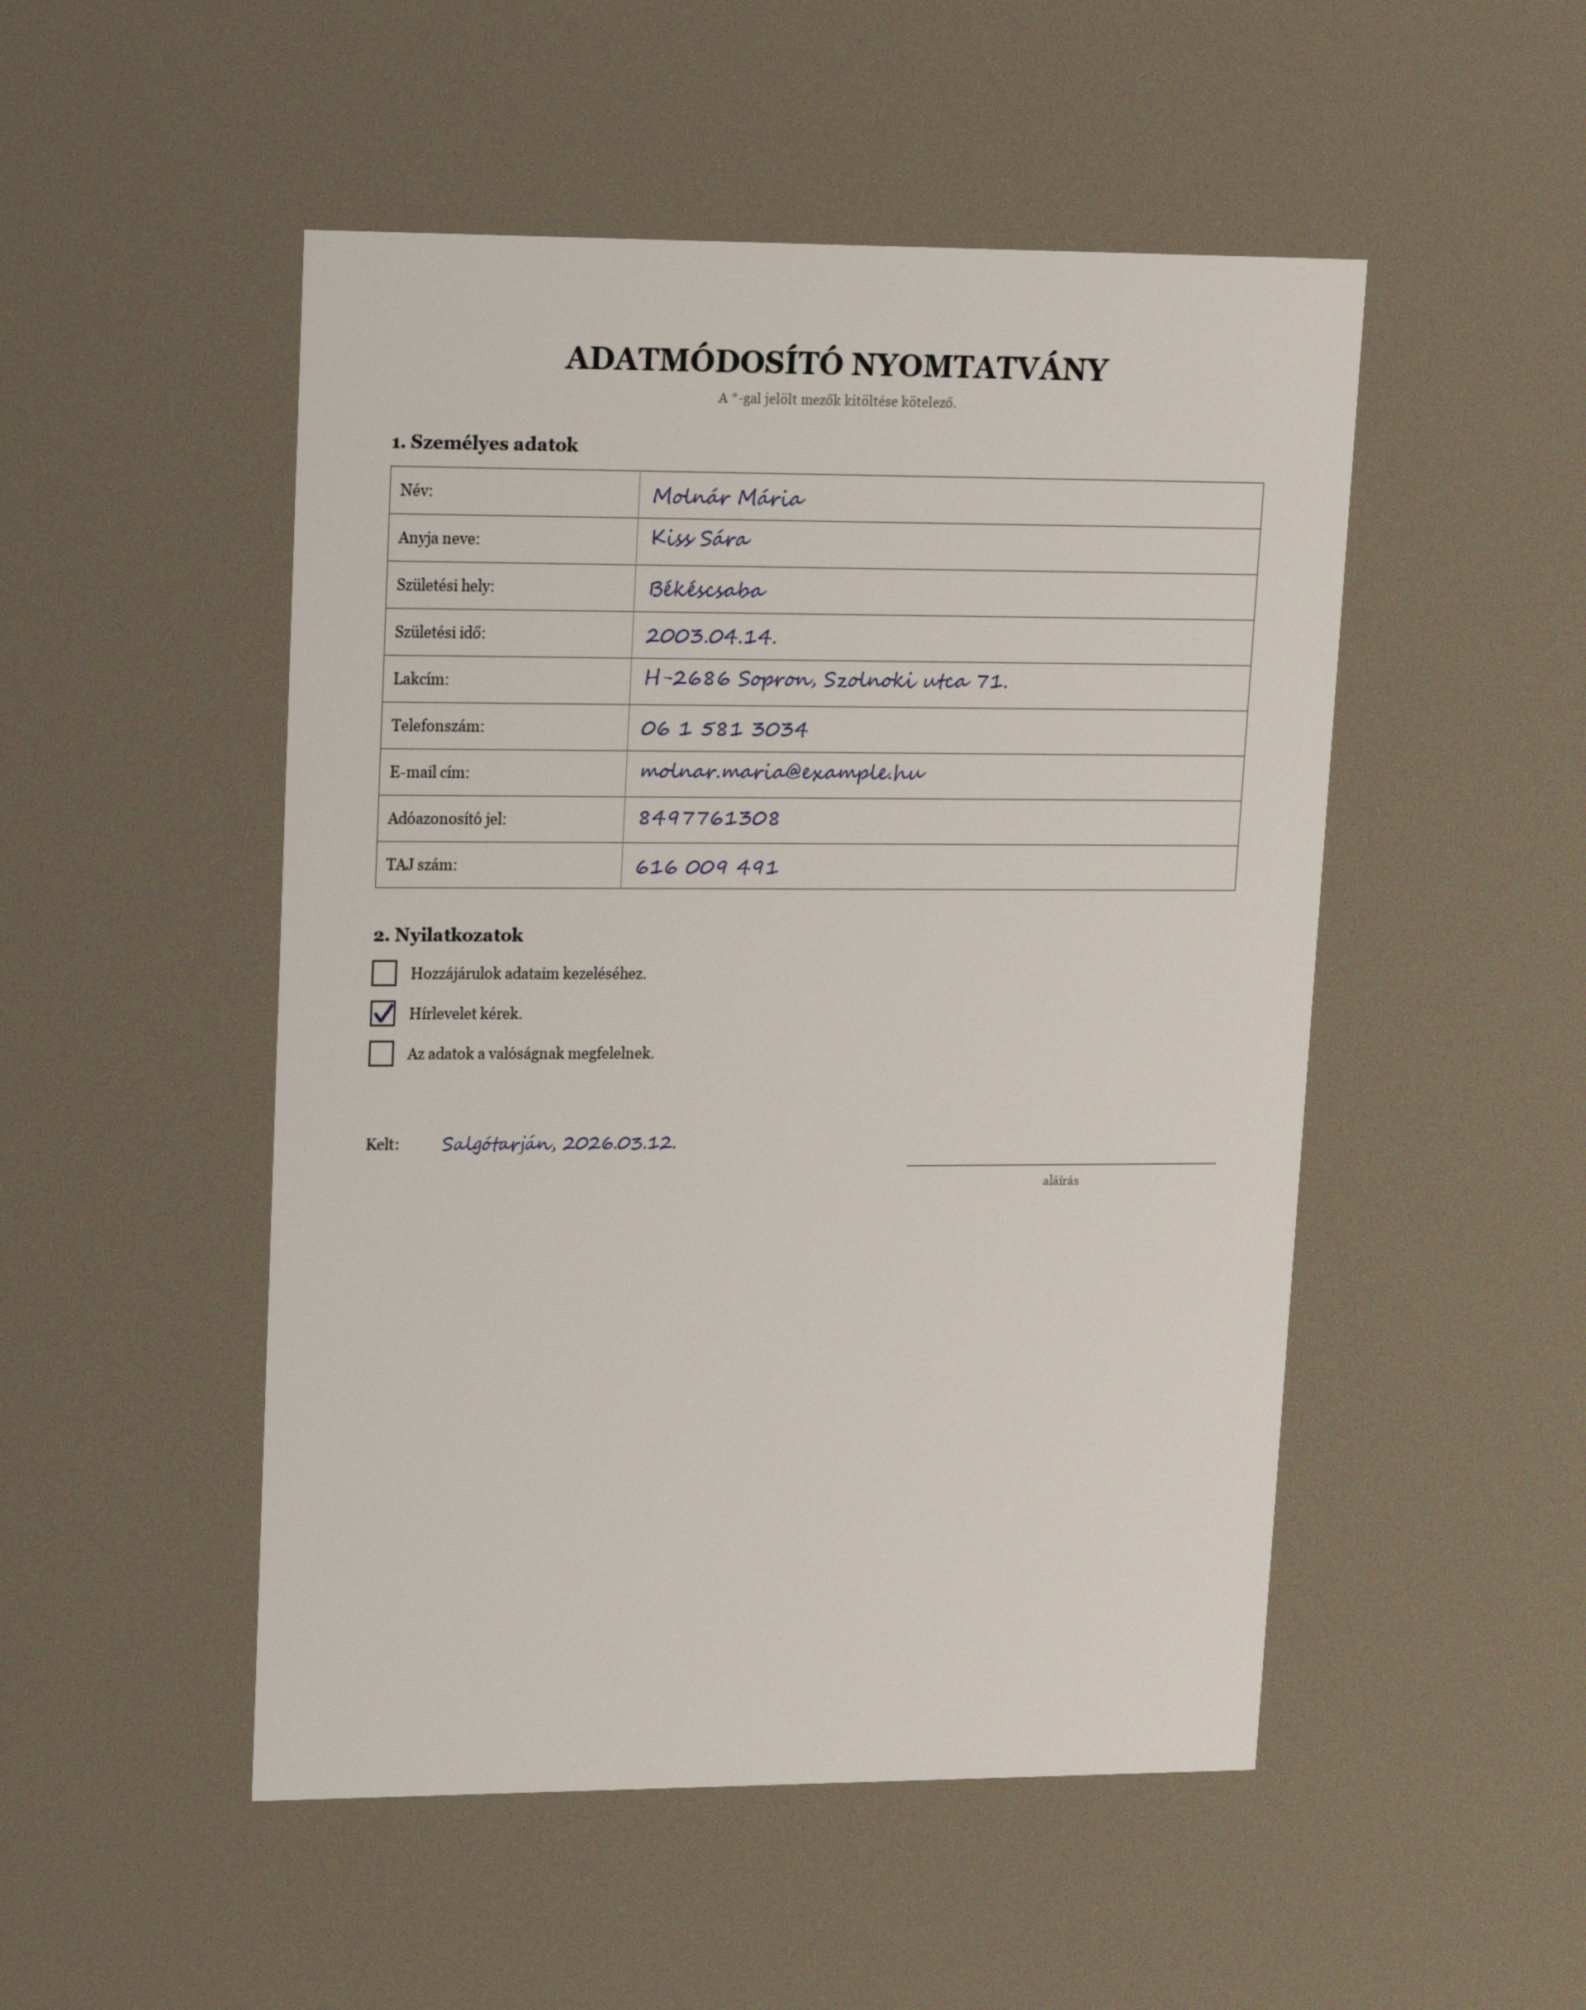 ADATMÓDOSÍTÓ NYOMTATVÁNY
A *-gal jelölt mezők kitöltése kötelező.
1. Személyes adatok
Név: Molnár Mária
Anyja neve: Kiss Sára
Születési hely: Békéscsaba
Születési idő: 2003.04.14.
Lakcím: H-2686 Sopron, Szolnoki utca 71.
Telefonszám: 06 1 581 3034
E-mail cím: molnar.maria@example.hu
Adóazonosító jel: 8497761308
TAJ szám: 616 009 491
2. Nyilatkozatok
Hozzájárulok adataim kezeléséhez.
Hírlevelet kérek.
Az adatok a valóságnak megfelelnek.
Kelt: Salgótarján, 2026.03.12.
aláírás